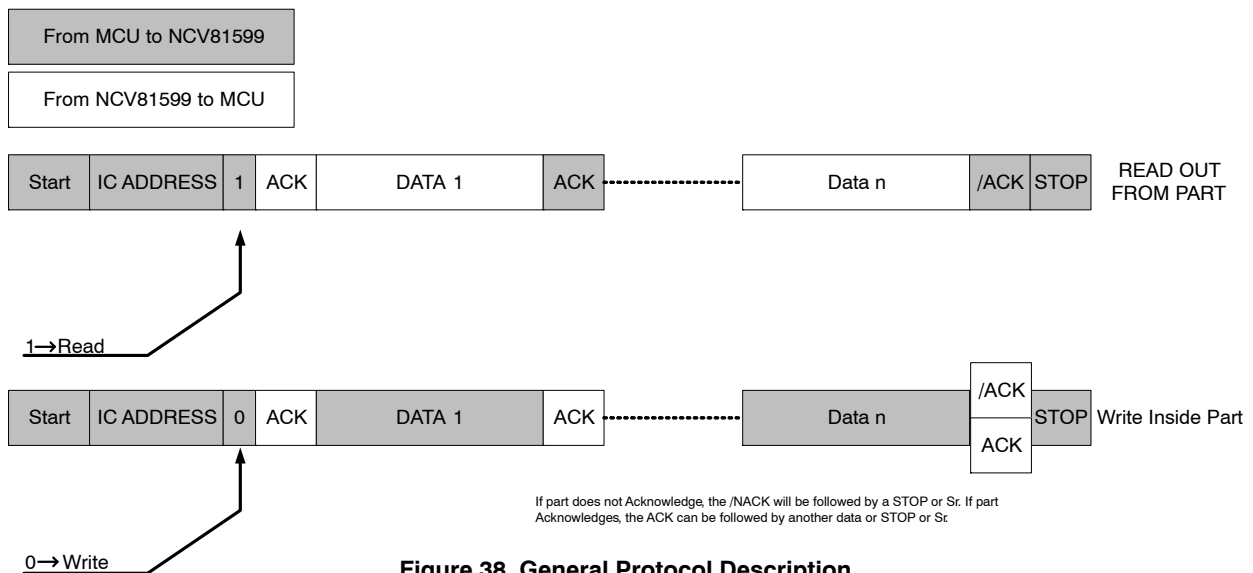 From MCU to NCV81599
From NCV81599 to MCU
Start IC ADDRESS 1 ACK DATA 1 ACK Data n /ACK STOP READ OUT
FROM PART
1→Read
Start IC ADDRESS 0 ACK DATA 1 ACK Data n /ACK STOP Write Inside Part
ACK
If part does not Acknowledge, the /NACK will be followed by a STOP or Sr. If part
Acknowledges, the ACK can be followed by another data or STOP or Sr.
0→Write
Figure 38. General Protocol Description